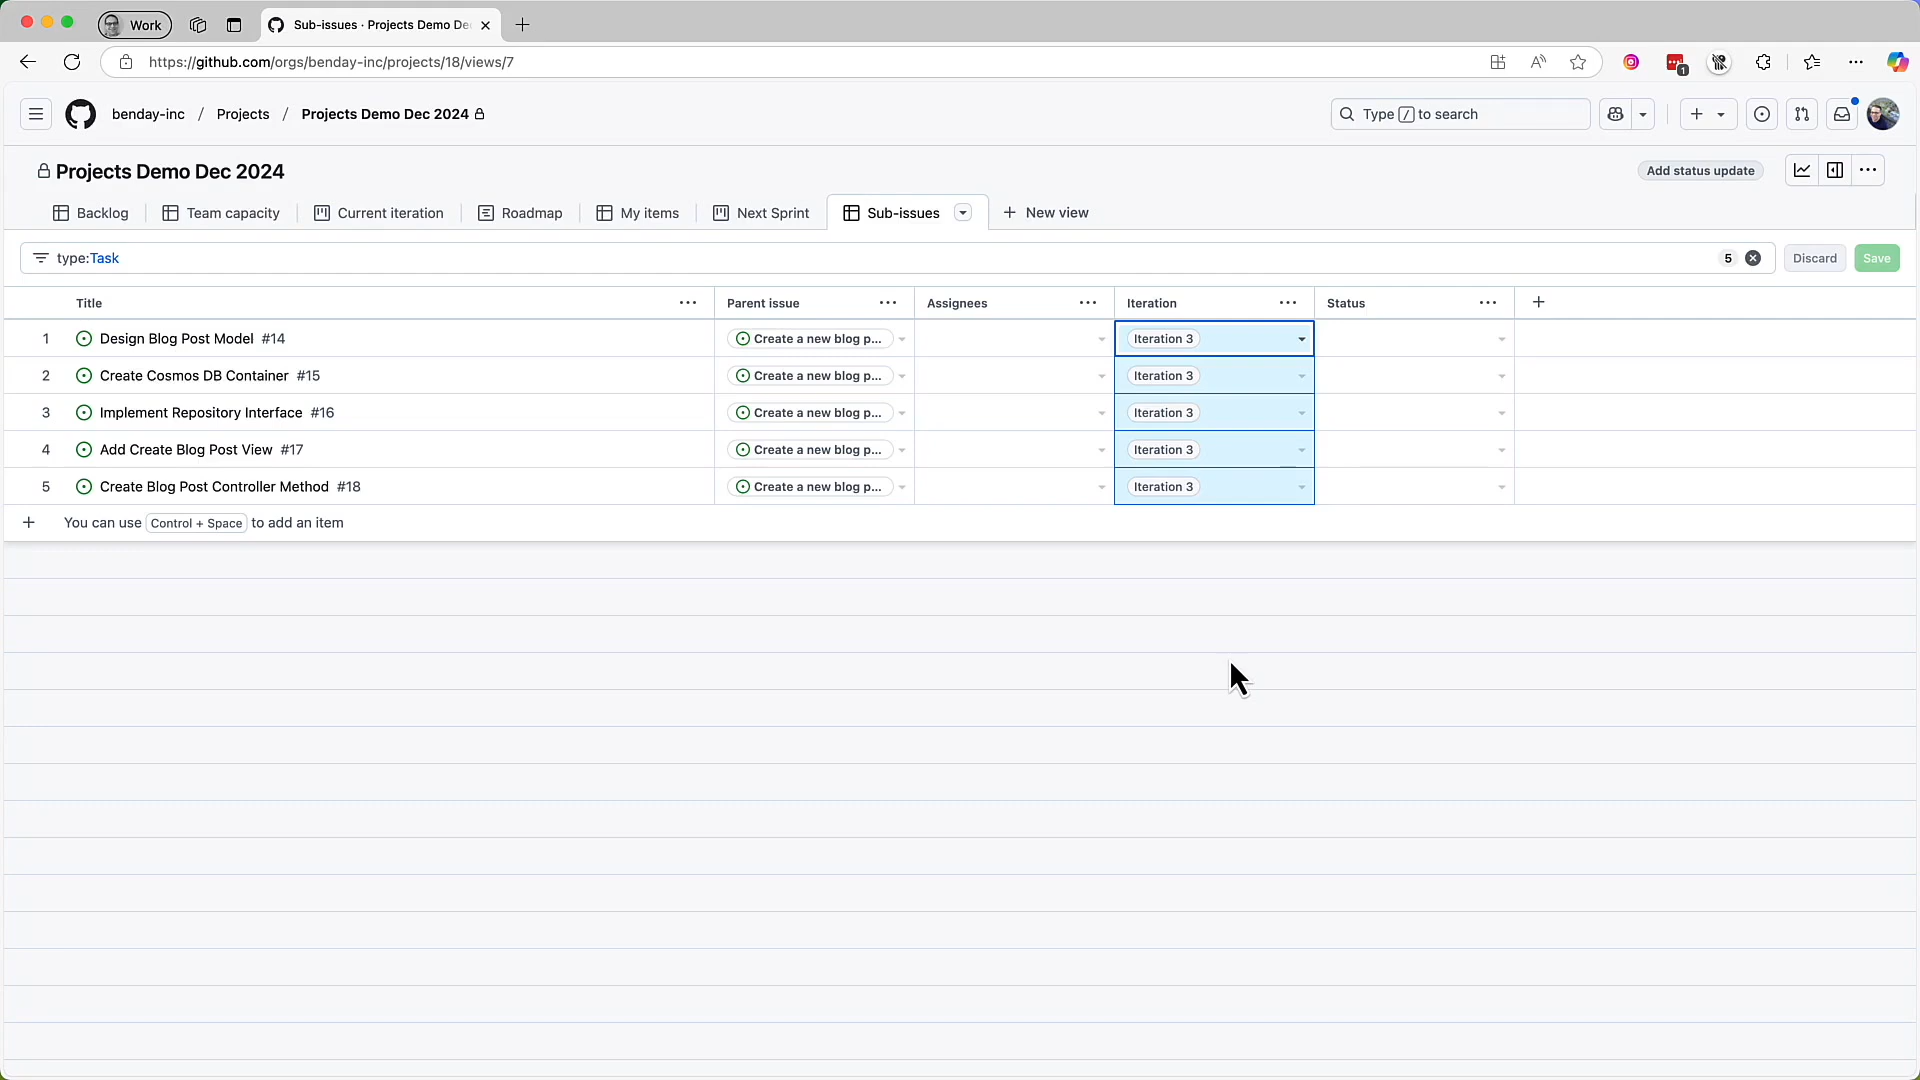 Work
Sub-issues · Projects Demo De
https://github.com/orgs/benday-inc/projects/18/views/7
1
benday-inc / Projects / Projects Demo Dec 2024
Type / to search
Projects Demo Dec 2024
Add status update
Backlog
Team capacity
Current iteration
Roadmap
My items
Next Sprint
Sub-issues
New view
type:Task
5
Discard
Save
Title
Parent issue
Assignees
Iteration
Status
1 Design Blog Post Model #14 Create a new blog p... Iteration 3
2 Create Cosmos DB Container #15 Create a new blog p... Iteration 3
3 Implement Repository Interface #16 Create a new blog p... Iteration 3
4 Add Create Blog Post View #17 Create a new blog p... Iteration 3
5 Create Blog Post Controller Method #18 Create a new blog p... Iteration 3
You can use Control + Space to add an item